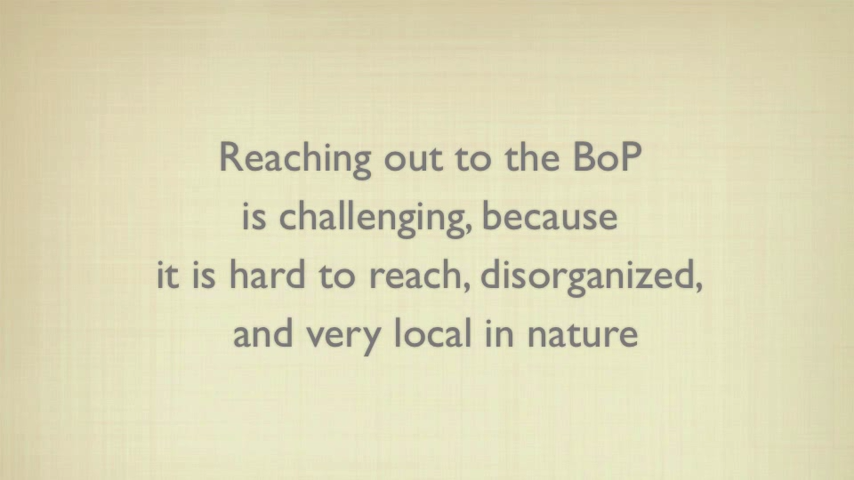 Reaching out to the BoP
is challenging, because
it is hard to reach, disorganized,
and very local in nature